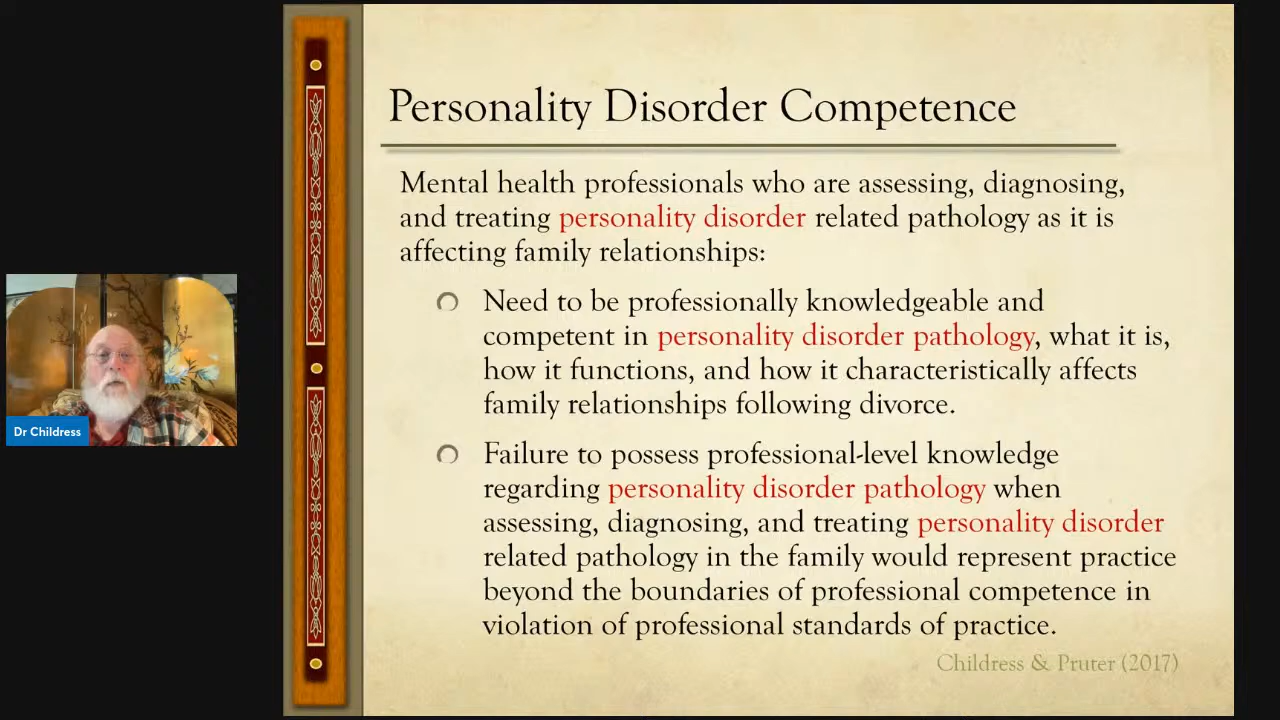 Personality Disorder Competence
Mental health professionals who are assessing, diagnosing,
and treating personality disorder related pathology as it is
affecting family relationships:
Need to be professionally knowledgeable and
competent in personality disorder pathology, what it is,
how it functions, and how it characteristically affects
family relationships following divorce.
Failure to possess professional-level knowledge
regarding personality disorder pathology when
assessing, diagnosing, and treating personality disorder
related pathology in the family would represent practice
beyond the boundaries of professional competence in
violation of professional standards of practice.
Childress & Pruter (2017)
Dr Childress